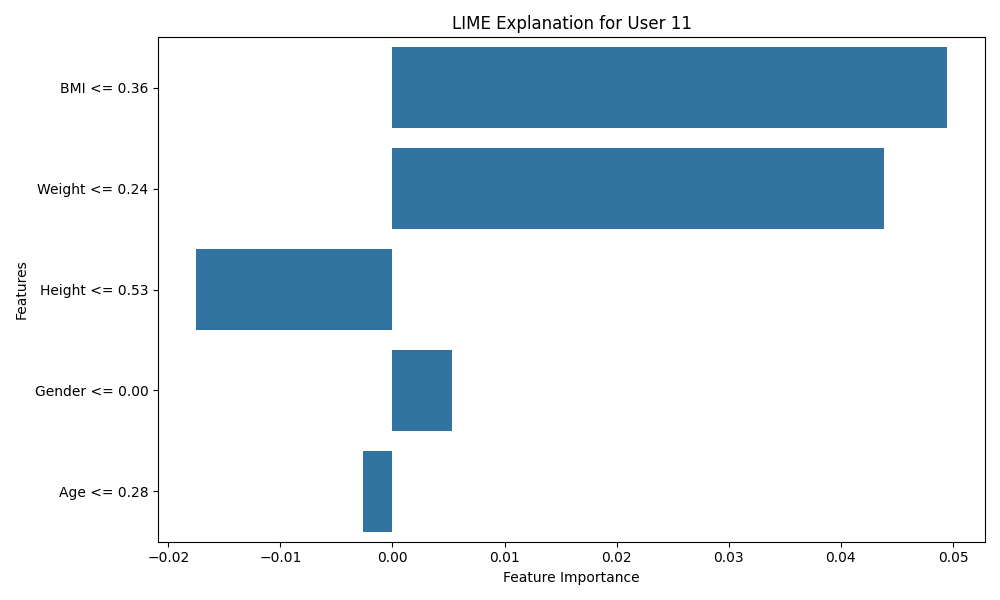 LIME Explanation for User 11
BMI <= 0.36
Weight <= 0.24
Height <= 0.53
Gender <= 0.00
Age <= 0.28
Features
−0.02 −0.01 0.00 0.01 0.02 0.03 0.04 0.05
Feature Importance